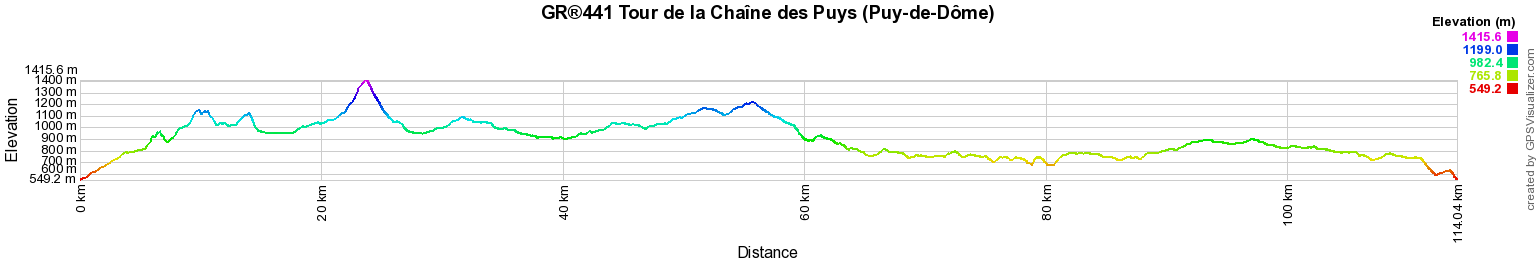 GR®441 Tour de la Chaîne des Puys (Puy-de-Dôme)
Elevation (m)
1415.6
1199.0
982.4
765.8
549.2
1415.6 m
1400 m
1300 m
1200 m
1100 m
1000 m
900 m
800 m
700 m
600 m
549.2 m
Elevation
0 km
20 km
40 km
60 km
80 km
100 km
114.04 km
Distance
created by GPSVisualizer.com